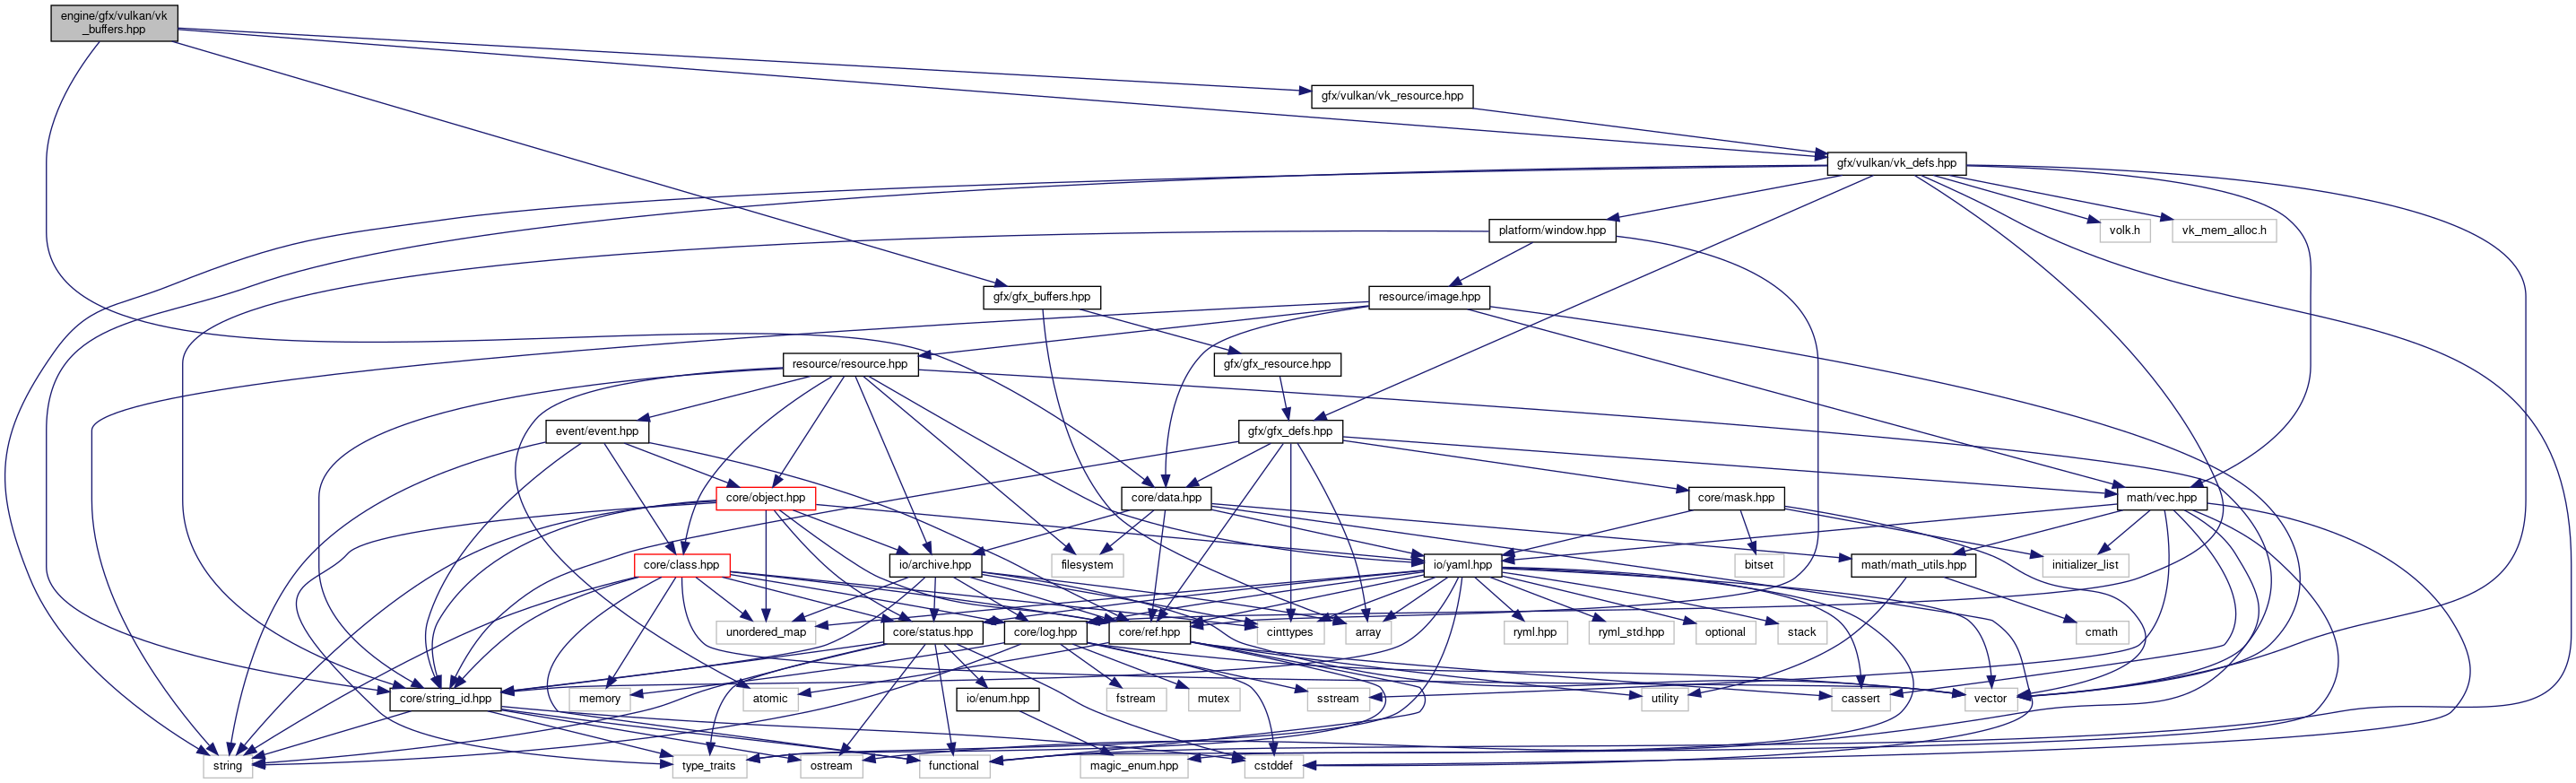 engine/gfx/vulkan/vk
_buffers.hpp
gfx/vulkan/vk_resource.hpp
gfx/vulkan/vk_defs.hpp
platform/window.hpp
volk.h
vk_mem_alloc.h
gfx/gfx_buffers.hpp
resource/image.hpp
resource/resource.hpp
gfx/gfx_resource.hpp
event/event.hpp
gfx/gfx_defs.hpp
core/object.hpp
core/data.hpp
core/mask.hpp
math/vec.hpp
core/class.hpp
io/archive.hpp
filesystem
io/yaml.hpp
bitset
math/math_utils.hpp
initializer_list
unordered_map
core/status.hpp
core/log.hpp
core/ref.hpp
cinttypes
array
ryml.hpp
ryml_std.hpp
optional
stack
cmath
core/string_id.hpp
memory
atomic
io/enum.hpp
fstream
mutex
sstream
utility
cassert
vector
string
type_traits
ostream
functional
magic_enum.hpp
cstddef